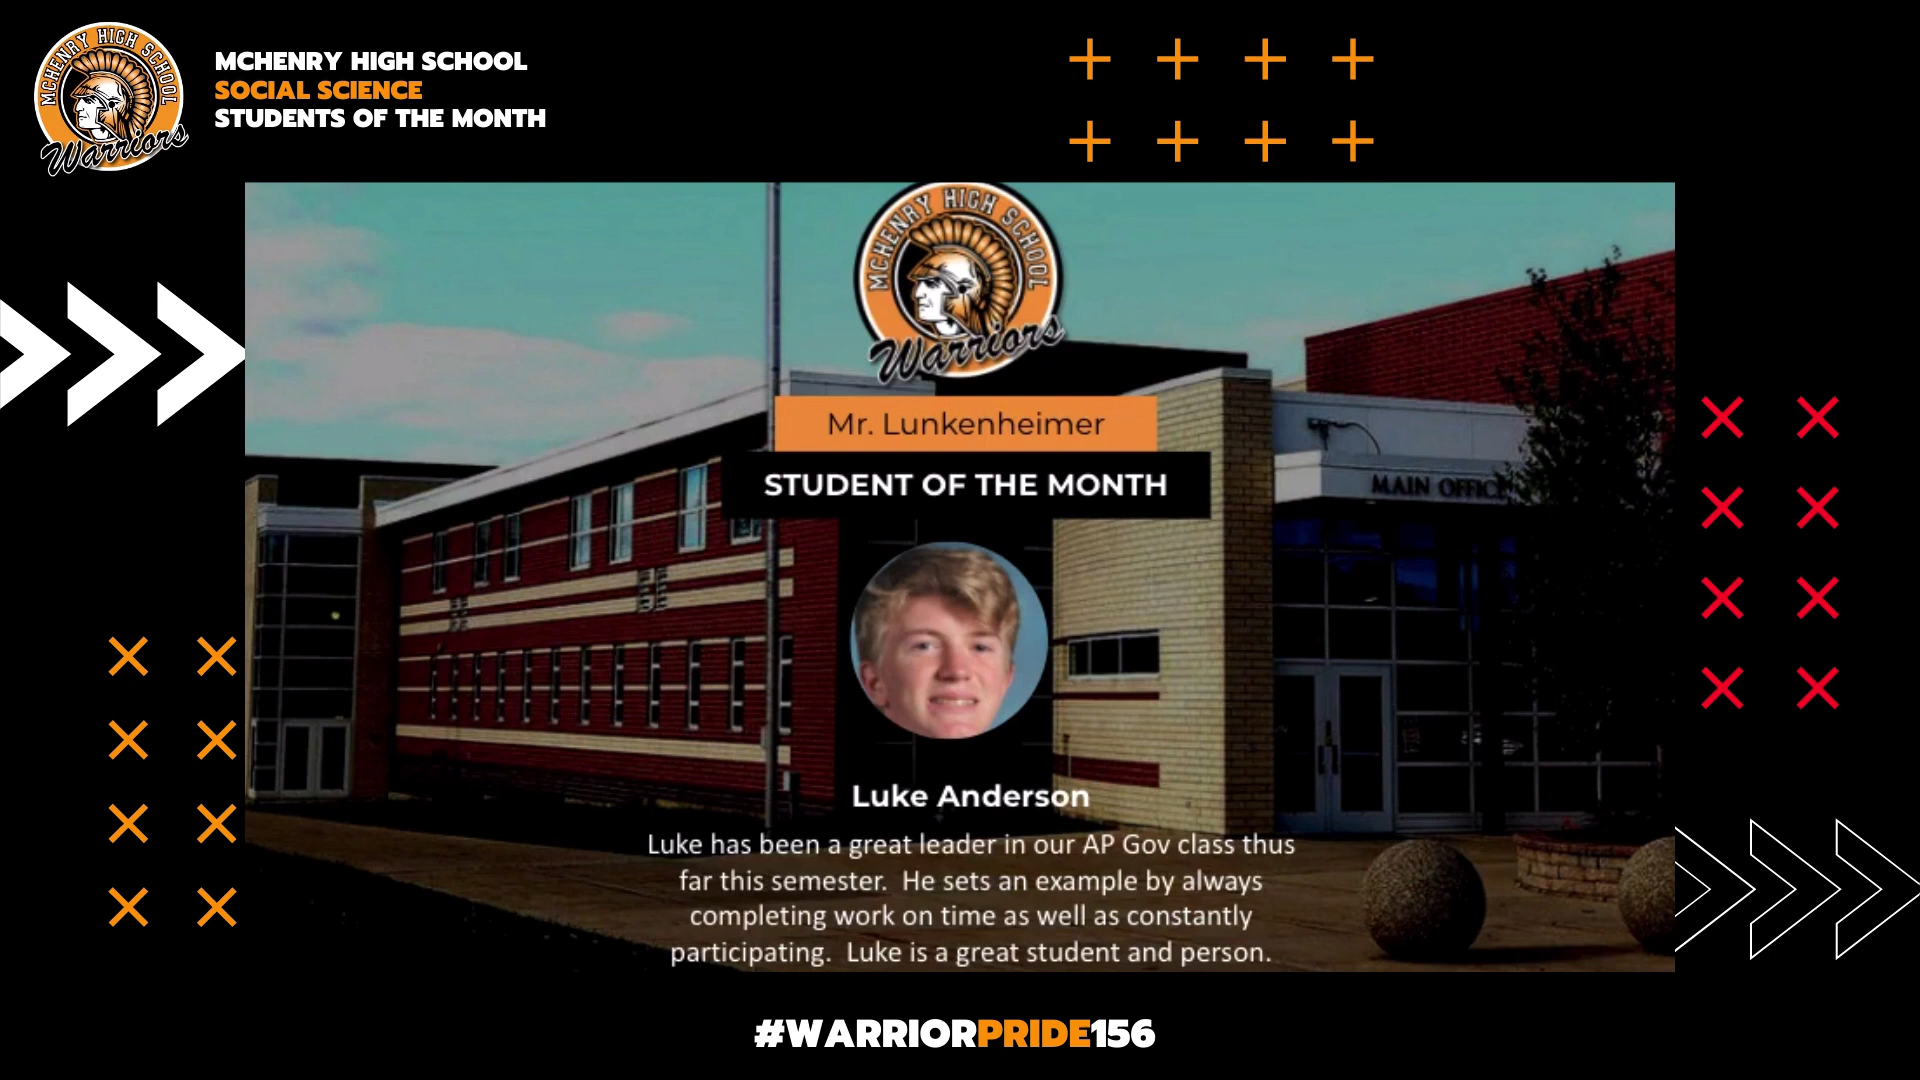 MCHENRY HIGH SCHOOL
Warriors
MCHENRY HIGH SCHOOL
SOCIAL SCIENCE
STUDENTS OF THE MONTH
MCHENRY HIGH SCHOOL
Warriors
Mr. Lunkenheimer
STUDENT OF THE MONTH
MAIN OFFICE
Luke Anderson
Luke has been a great leader in our AP Gov class thus
far this semester.  He sets an example by always
completing work on time as well as constantly
participating.  Luke is a great student and person.
#WARRIORPRIDE156